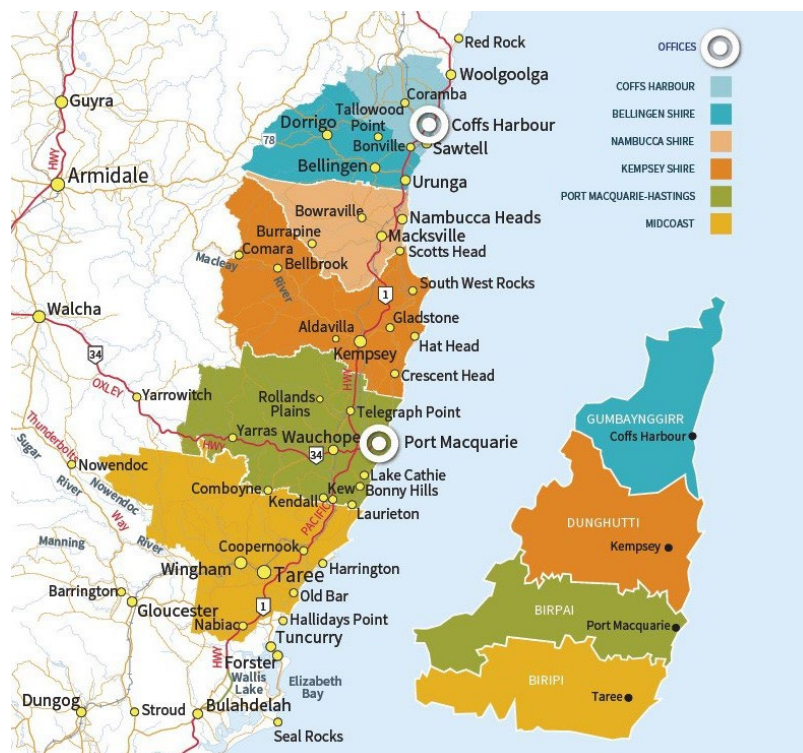 Red Rock
Woolgoolga
Coramba
Guyra
Tallowood
Point
Coffs Harbour
Dorrigo
78
Bonville
Sawtell
HWY
Bellingen
Armidale
Urunga
Bowraville
Nambucca Heads
Burrapine
Macksville
Comara
Scotts Head
Macleay
Bellbrook
River
South West Rocks
1
Walcha
Gladstone
Aldavilla
Hat Head
34
Kempsey
Crescent Head
HWY
OXLEY
Yarrowitch
Rollands
Plains
Telegraph Point
Thunderbolts
Yarras
HWY
Wauchope
Port Macquarie
34
Sugar
Nowendoc
Lake Cathie
River
Comboyne
Kew
Bonny Hills
Nowendoc
Kendall
Laurieton
Way
PACIFIC
Manning
River
Coopernook
Wingham
Taree
Harrington
Barrington
Old Bar
Gloucester
1
Nabiac
Hallidays Point
Tuncurry
HWY
Forster
Wallis
Lake
Elizabeth
Bay
Dungog
Stroud
Bulahdelah
Seal Rocks
OFFICES
COFFS HARBOUR
BELLINGEN SHIRE
NAMBUCCA SHIRE
KEMPSEY SHIRE
PORT MACQUARIE-HASTINGS
MIDCOAST
GUMBAYNGGIRR
Coffs Harbour
DUNGHUTTI
Kempsey
BIRPAI
Port Macquarie
BIRIPI
Taree